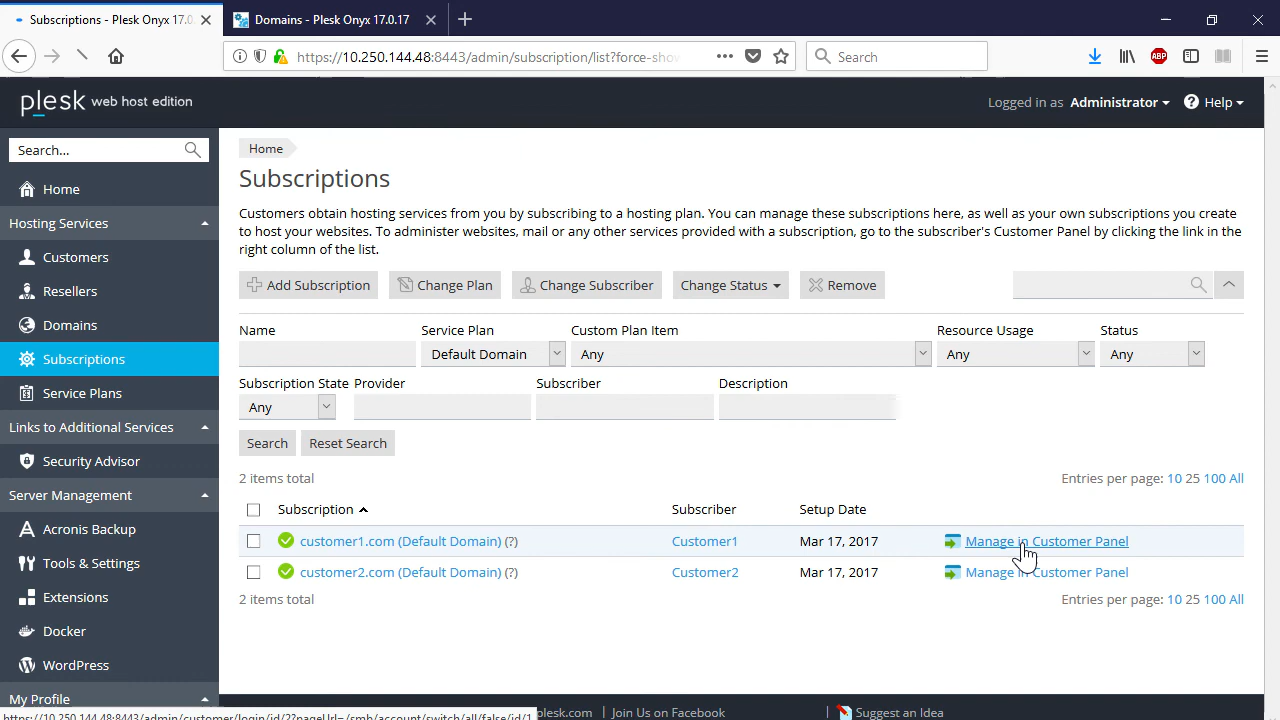 Subscriptions - Plesk Onyx 17.0.
Domains - Plesk Onyx 17.0.17
https://10.250.144.48:8443/admin/subscription/list?force-sho
Search
ABP
plesk web host edition
Logged in as Administrator
Help
Search...
Home
Hosting Services
Customers
Resellers
Domains
Subscriptions
Service Plans
Links to Additional Services
Security Advisor
Server Management
Acronis Backup
Tools & Settings
Extensions
Docker
WordPress
My Profile
Home
Subscriptions
Customers obtain hosting services from you by subscribing to a hosting plan. You can manage these subscriptions here, as well as your own subscriptions you create
to host your websites. To administer websites, mail or any other services provided with a subscription, go to the subscriber's Customer Panel by clicking the link in the
right column of the list.
Add Subscription Change Plan Change Subscriber Change Status Remove
Name Service Plan Custom Plan Item Resource Usage Status
Default Domain Any Any Any
Subscription State Provider Subscriber Description
Any
Search Reset Search
2 items total Entries per page: 10 25 100 All
Subscription Subscriber Setup Date
customer1.com (Default Domain) (?) Customer1 Mar 17, 2017 Manage in Customer Panel
customer2.com (Default Domain) (?) Customer2 Mar 17, 2017 Manage in Customer Panel
2 items total Entries per page: 10 25 100 All
https://10.250.144.48:8443/admin/customer/login/id/2?pageUrl=/smb/account/switch/all/false/id/1
plesk.com Join Us on Facebook Suggest an Idea